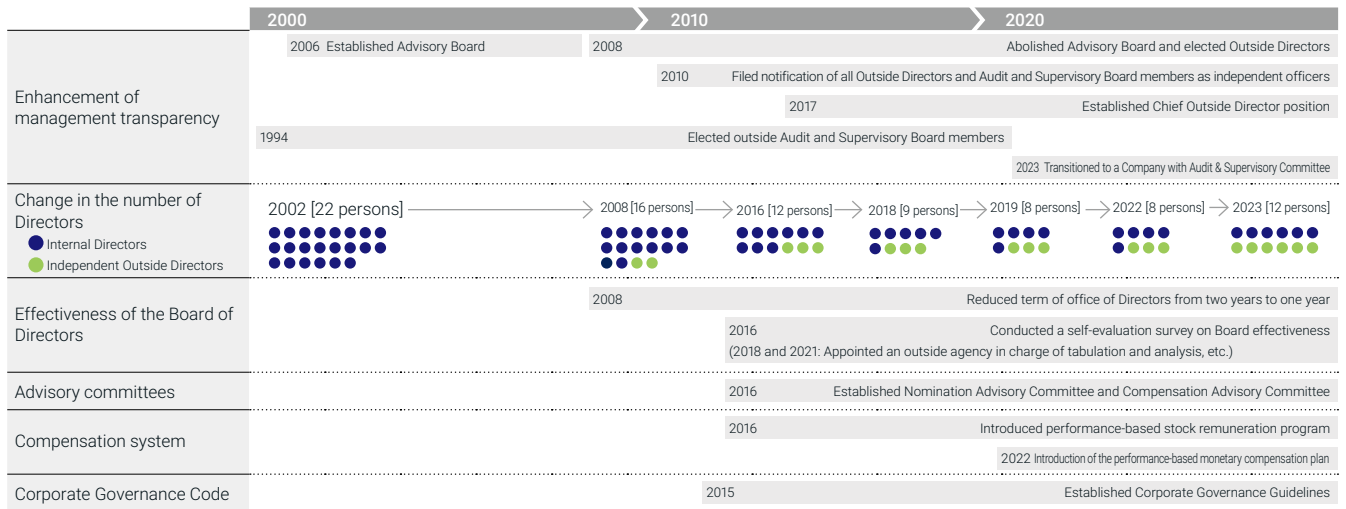 2000
2010
2020
Enhancement of
management transparency
2006 Established Advisory Board
2008 Abolished Advisory Board and elected Outside Directors
2010 Filed notification of all Outside Directors and Audit and Supervisory Board members as independent officers
2017 Established Chief Outside Director position
1994 Elected outside Audit and Supervisory Board members
2023 Transitioned to a Company with Audit & Supervisory Committee
Change in the number of
Directors
Internal Directors
Independent Outside Directors
2002 [22 persons]
2008 [16 persons]
2016 [12 persons]
2018 [9 persons]
2019 [8 persons]
2022 [8 persons]
2023 [12 persons]
Effectiveness of the Board of
Directors
2008 Reduced term of office of Directors from two years to one year
2016 Conducted a self-evaluation survey on Board effectiveness
(2018 and 2021: Appointed an outside agency in charge of tabulation and analysis, etc.)
Advisory committees
2016 Established Nomination Advisory Committee and Compensation Advisory Committee
Compensation system
2016 Introduced performance-based stock remuneration program
2022 Introduction of the performance-based monetary compensation plan
Corporate Governance Code
2015 Established Corporate Governance Guidelines